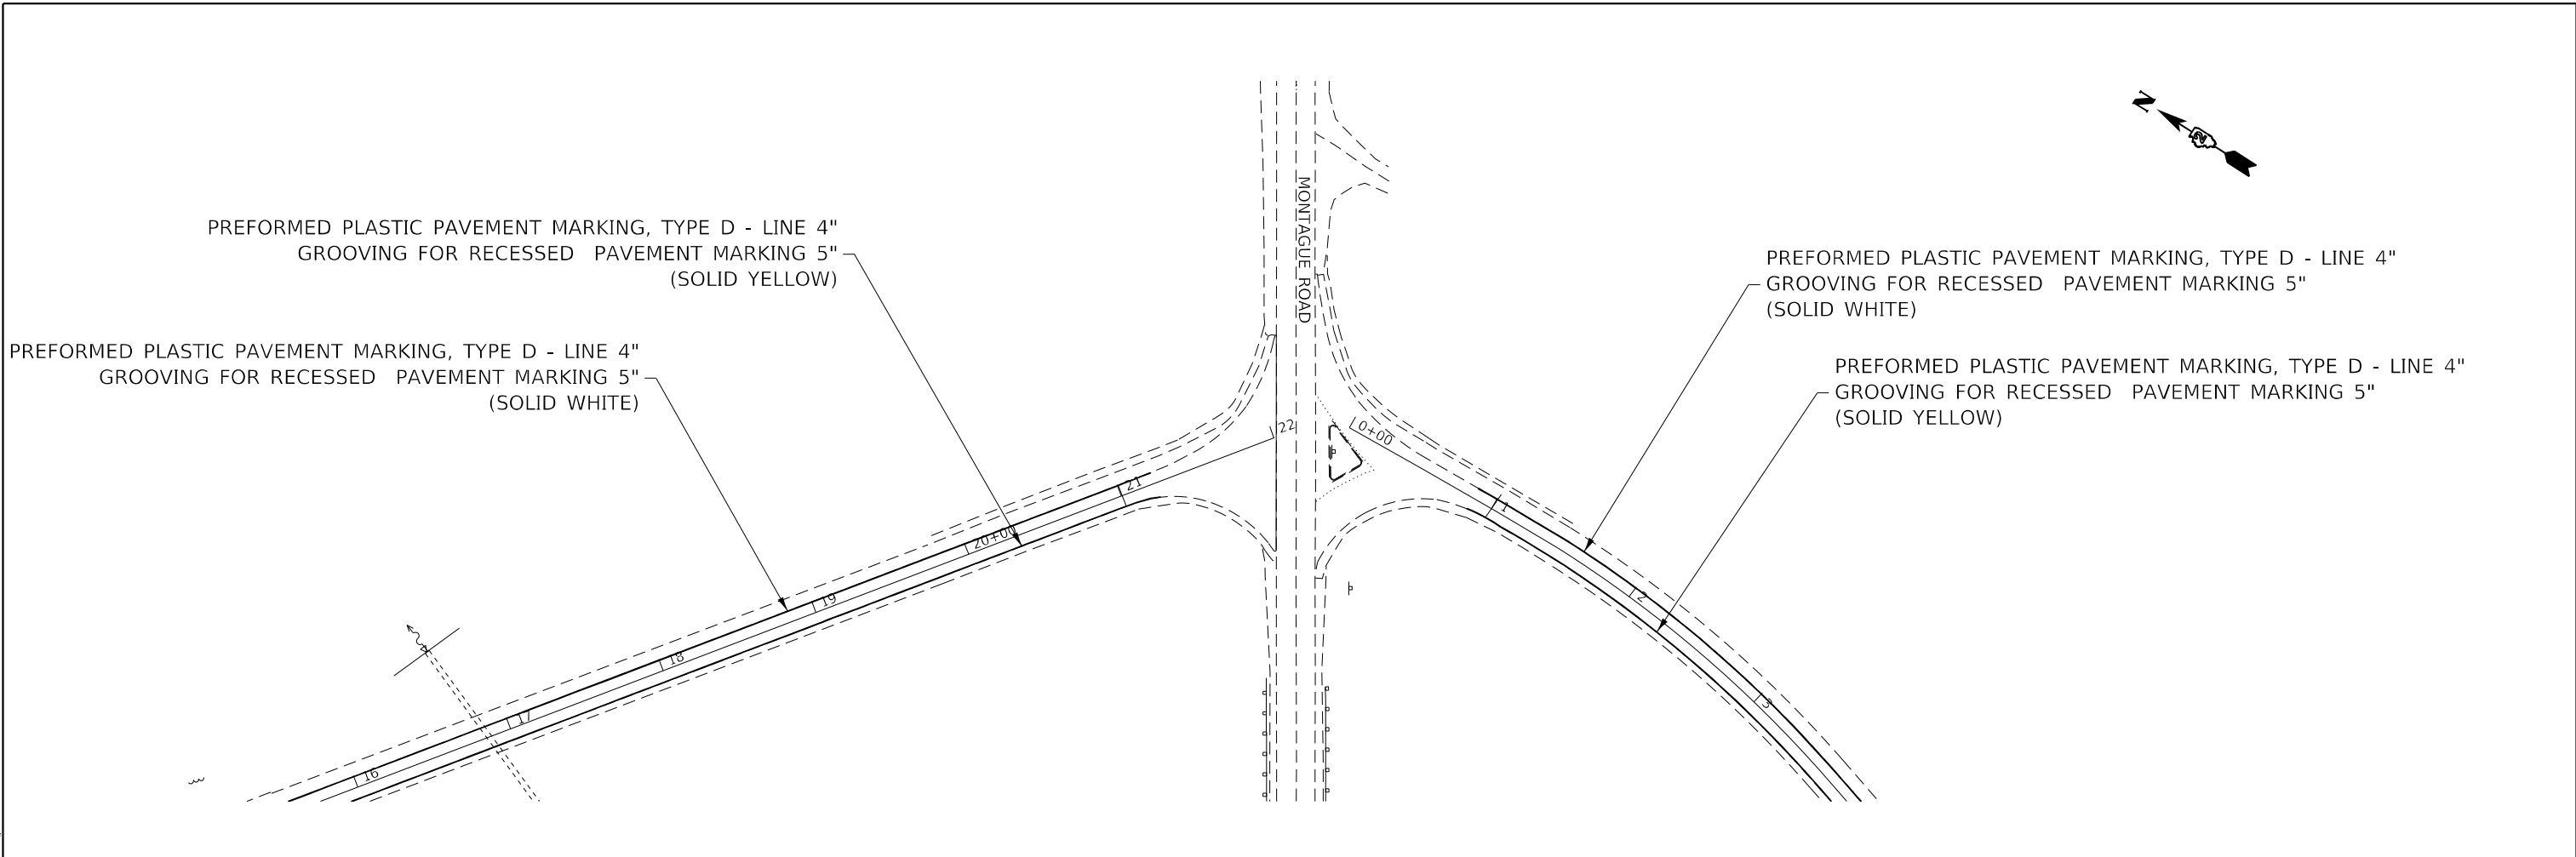 N
MONTAGUE ROAD
PREFORMED PLASTIC PAVEMENT MARKING, TYPE D - LINE 4"
GROOVING FOR RECESSED PAVEMENT MARKING 5"
(SOLID YELLOW)
PREFORMED PLASTIC PAVEMENT MARKING, TYPE D - LINE 4"
GROOVING FOR RECESSED PAVEMENT MARKING 5"
(SOLID WHITE)
PREFORMED PLASTIC PAVEMENT MARKING, TYPE D - LINE 4"
GROOVING FOR RECESSED PAVEMENT MARKING 5"
(SOLID WHITE)
PREFORMED PLASTIC PAVEMENT MARKING, TYPE D - LINE 4"
GROOVING FOR RECESSED PAVEMENT MARKING 5"
(SOLID YELLOW)
16
17
18
19
20+00
21
22
0+00
1
2
3